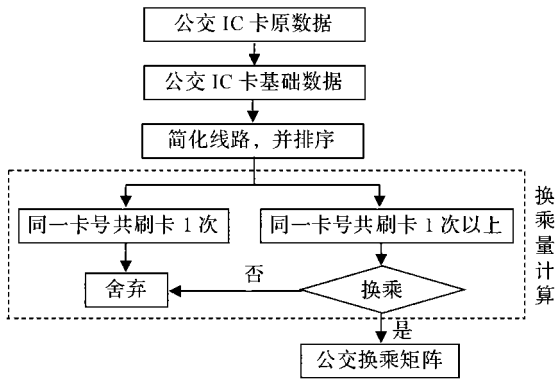 公交 IC 卡原数据
公交 IC 卡基础数据
简化线路，并排序
同一卡号共刷卡 1 次
同一卡号共刷卡 1 次以上
换乘量计算
舍弃
否
换乘
是
公交换乘矩阵